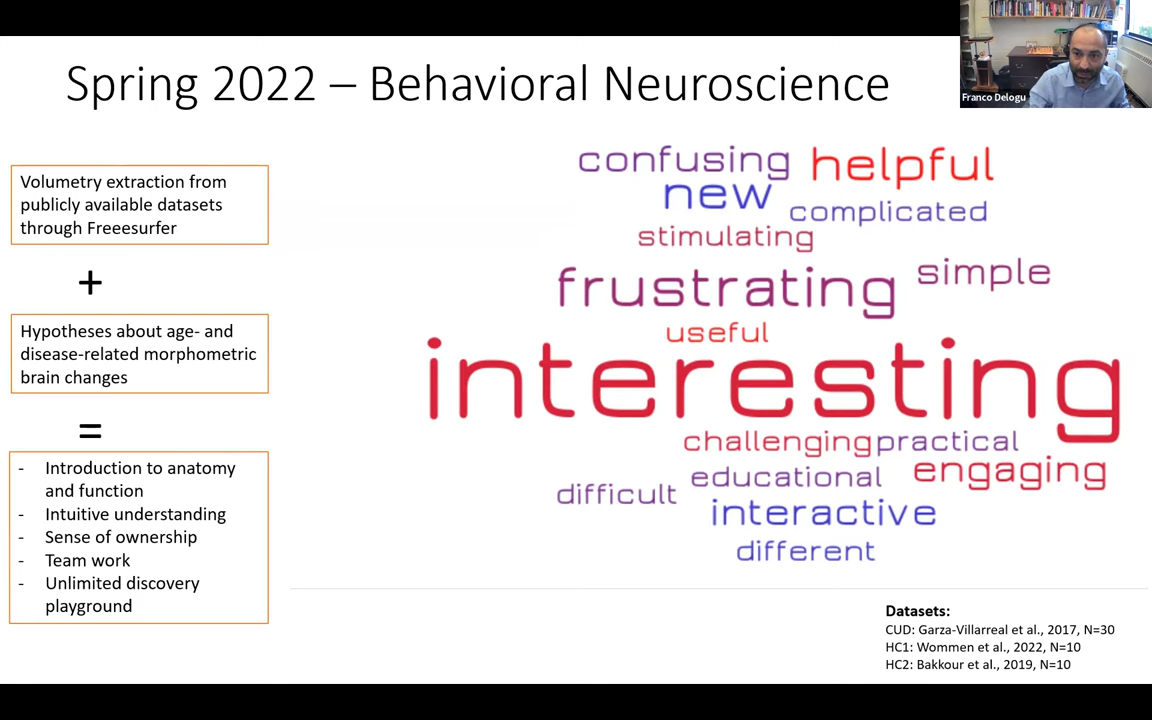 Spring 2022 – Behavioral Neuroscience
Franco Delogu
Volumetry extraction from
publicly available datasets
through Freeesurfer
+
Hypotheses about age- and
disease-related morphometric
brain changes
=
- Introduction to anatomy
and function
- Intuitive understanding
- Sense of ownership
- Team work
- Unlimited discovery
playground
confusing helpful
new complicated
stimulating
frustrating simple
useful
interesting
challenging practical
educational engaging
difficult interactive
different
Datasets:
CUD: Garza-Villarreal et al., 2017, N=30
HC1: Wommen et al., 2022, N=10
HC2: Bakkour et al., 2019, N=10